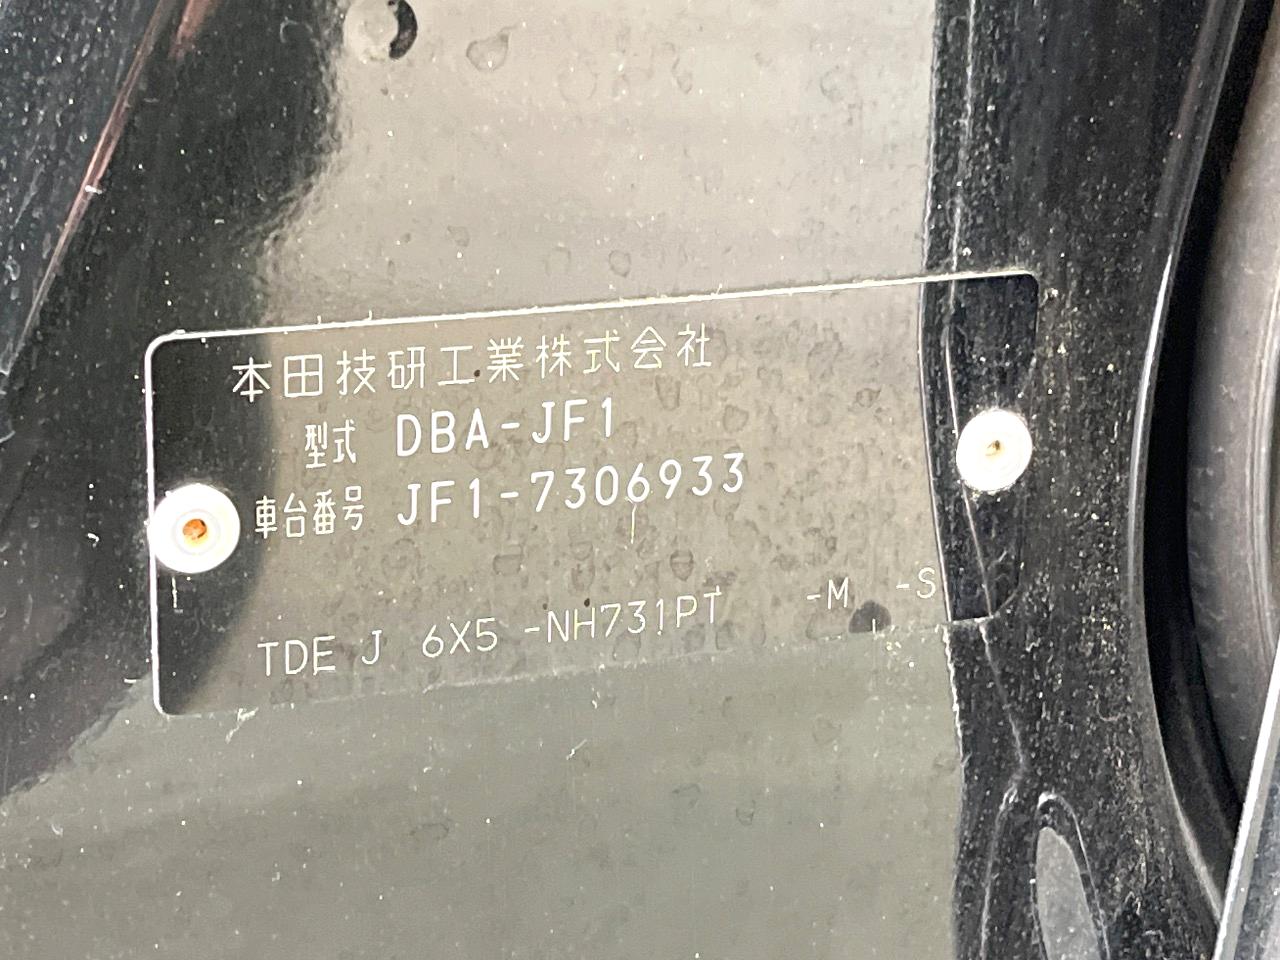 本田技研工業株式会社
型式 DBA-JF1
車台番号 JF1-7306933
TDE J 6X5 -NH731PT -M -S